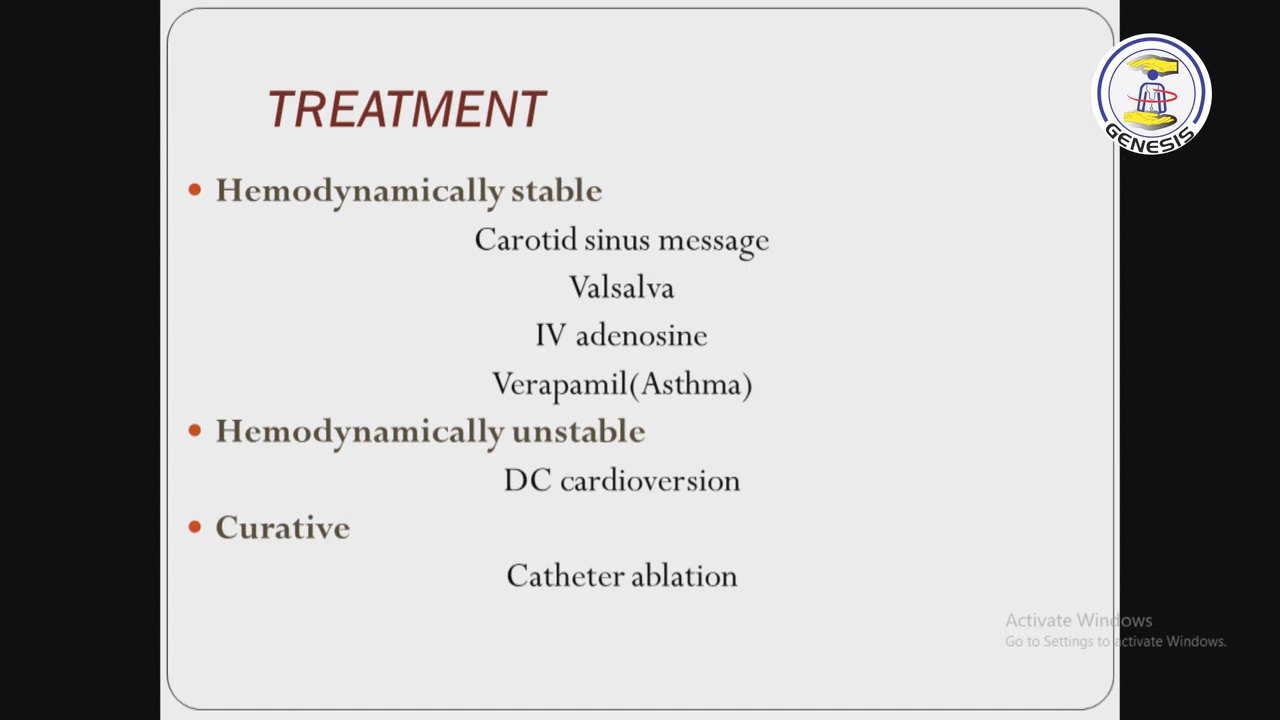 GENESIS
TREATMENT
• Hemodynamically stable
Carotid sinus message
Valsalva
IV adenosine
Verapamil(Asthma)
• Hemodynamically unstable
DC cardioversion
• Curative
Catheter ablation
Activate Windows
Go to Settings to activate Windows.